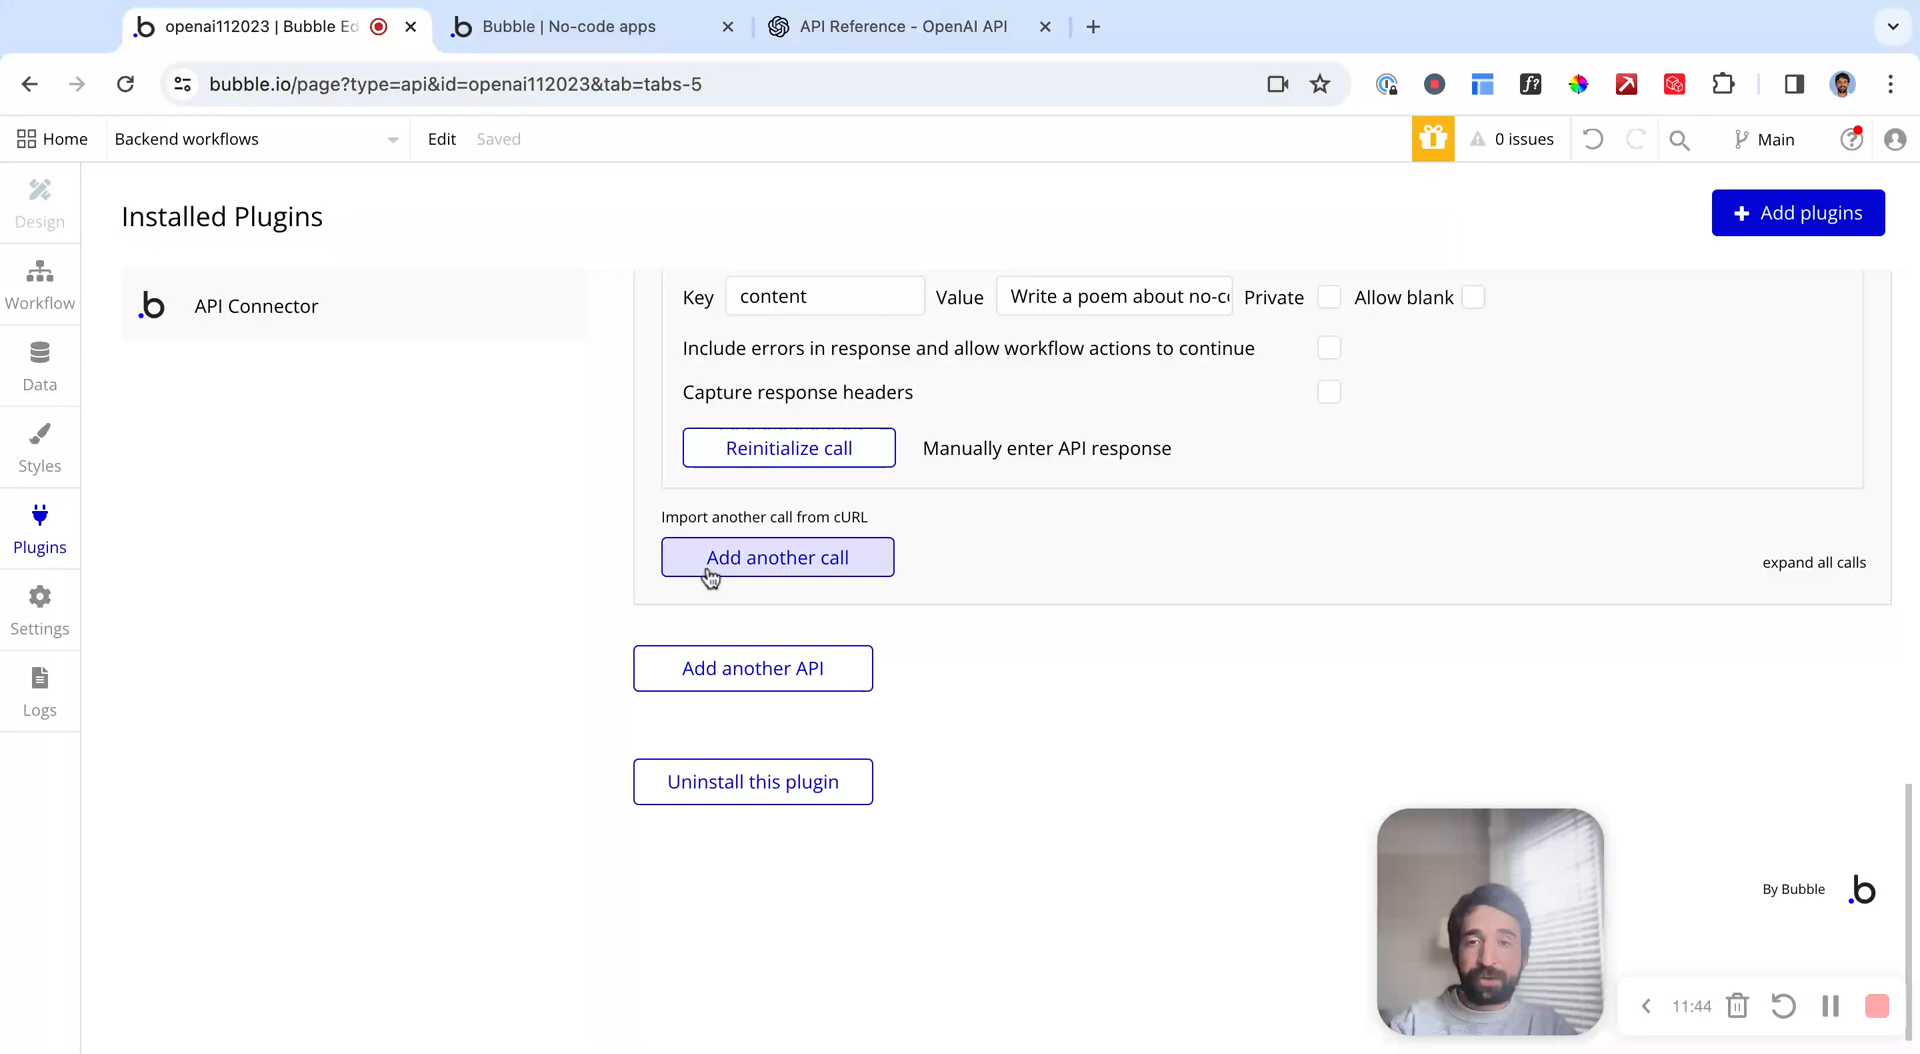 openai112023 | Bubble Ed
Bubble | No-code apps
API Reference - OpenAI API
bubble.io/page?type=api&id=openai112023&tab=tabs-5
Home
Backend workflows
Edit
Saved
0 issues
Main
Design
Workflow
Data
Styles
Plugins
Settings
Logs
Installed Plugins
+ Add plugins
API Connector
Key content Value Write a poem about no-c Private Allow blank
Include errors in response and allow workflow actions to continue
Capture response headers
Reinitialize call Manually enter API response
Import another call from cURL
Add another call
expand all calls
Add another API
Uninstall this plugin
By Bubble
11:44